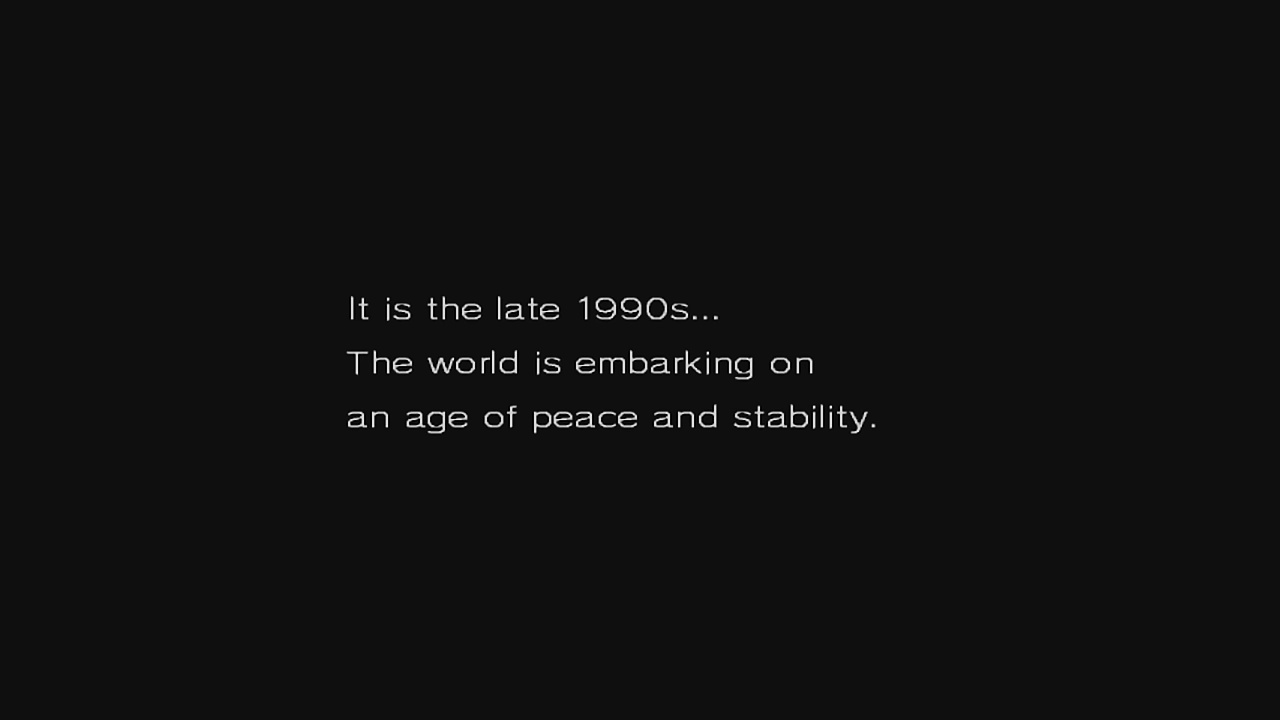 It is the late 1990s...
The world is embarking on
an age of peace and stability.